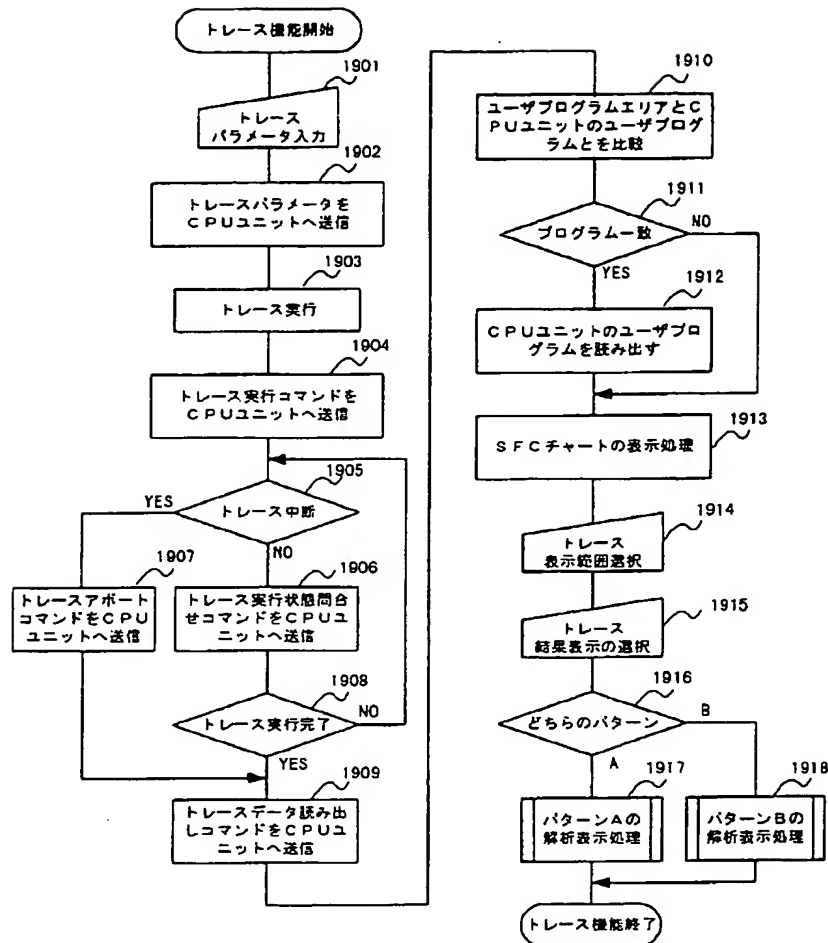 トレース機能開始
1901
トレース
パラメータ入力
1902
トレースパラメータを
CPUユニットへ送信
1903
トレース実行
1904
トレース実行コマンドを
CPUユニットへ送信
1905
YES
トレース中断
NO
1907
トレースアボート
コマンドをCPU
ユニットへ送信
1906
トレース実行状態問合
せコマンドをCPUユ
ニットへ送信
1908
トレース実行完了
NO
YES
1909
トレースデータ読み出
しコマンドをCPUユ
ニットへ送信
1910
ユーザプログラムエリアとC
PUユニットのユーザプログ
ラムとを比較
1911
プログラム一致
NO
YES
1912
CPUユニットのユーザプロ
グラムを読み出す
1913
SFCチャートの表示処理
1914
トレース
表示範囲選択
1915
トレース
結果表示の選択
1916
どちらのパターン
B
A
1917
パターンAの
解析表示処理
1918
パターンBの
解析表示処理
トレース機能終了